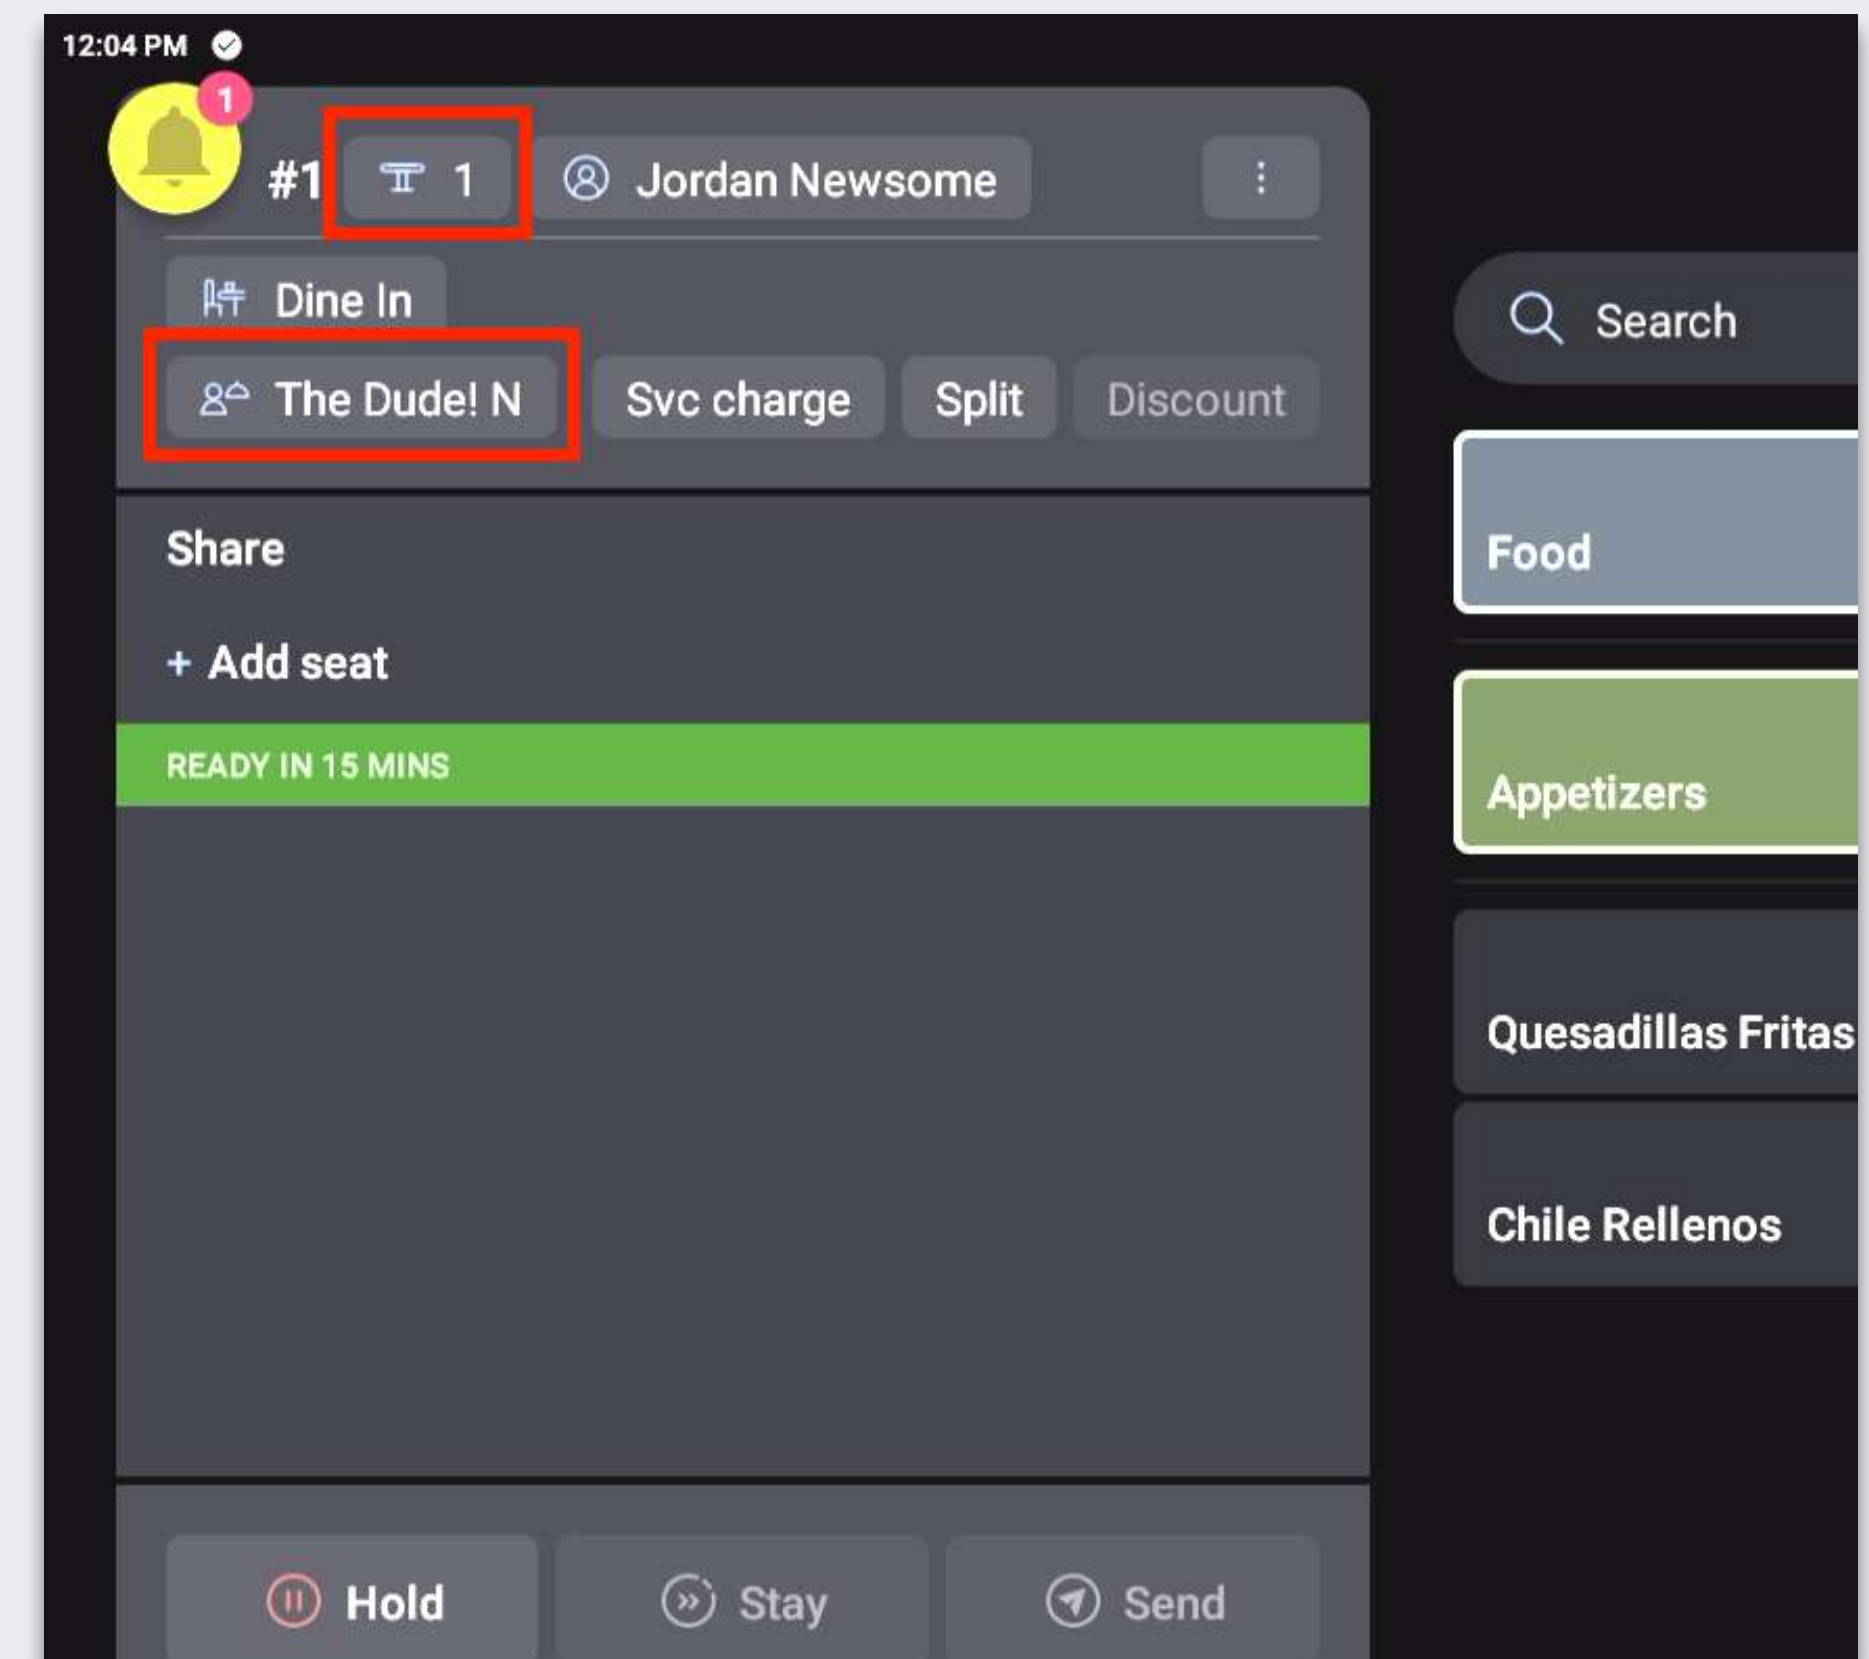 12:04 PM
1
#1 1 Jordan Newsome
Dine In
Search
The Dude! N Svc charge Split Discount
Share
Food
+ Add seat
READY IN 15 MINS
Appetizers
Quesadillas Fritas
Chile Rellenos
Hold Stay Send